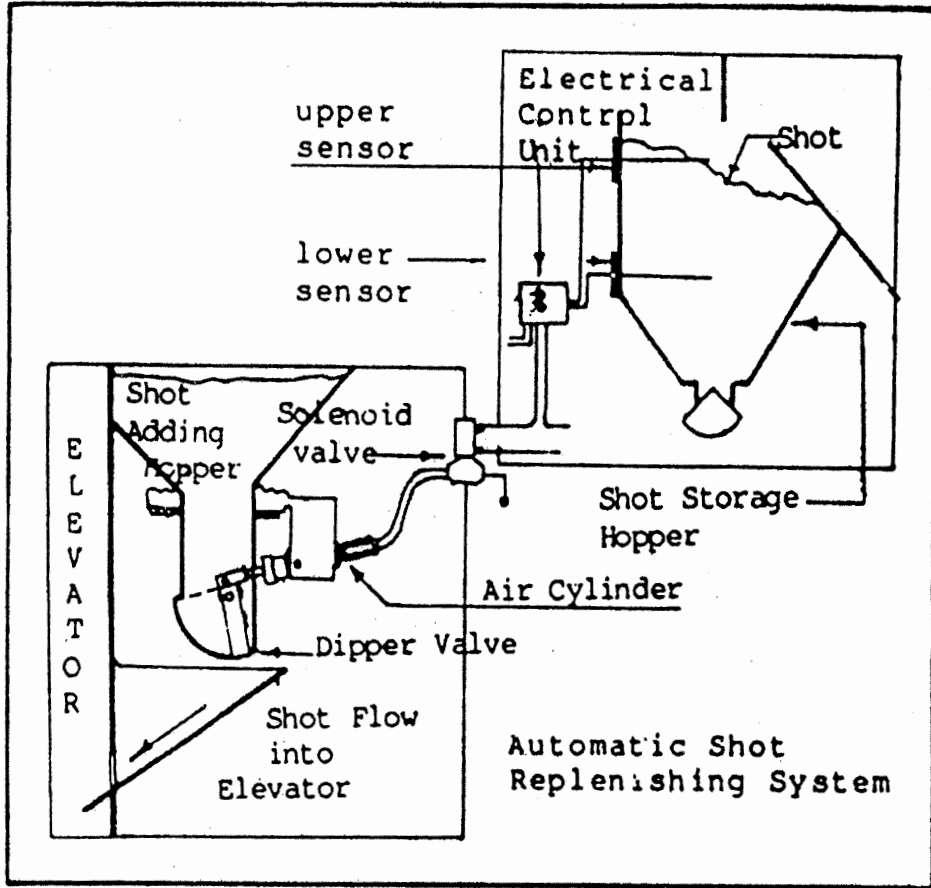 Electrical
Control
Unit
upper
sensor
Shot
lower
sensor
Shot
Adding
Hopper
Solenoid
valve
ELEVATOR
Shot Storage
Hopper
Air Cylinder
Dipper Valve
Shot Flow
into
Elevator
Automatic Shot
Replenishing System